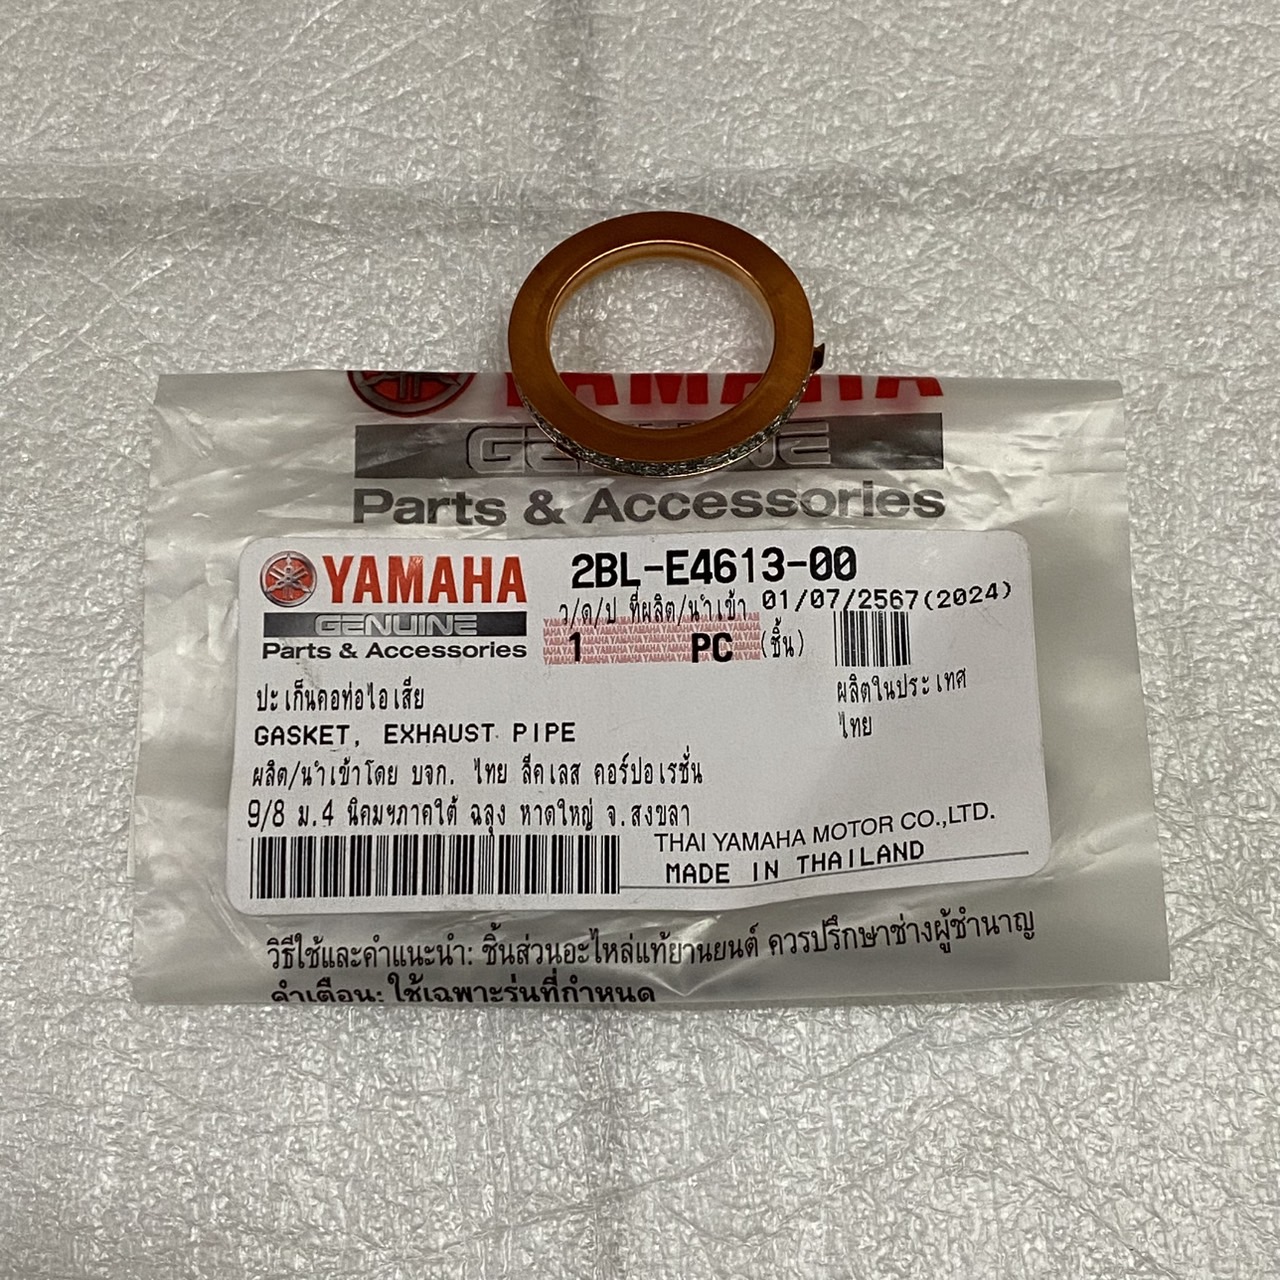 YAMAHA
GENUINE
Parts & Accessories
YAMAHA
GENUINE
Parts & Accessories
2BL-E4613-00
ว/ด/ป ที่ผลิต/นำเข้า 01/07/2567(2024)
1 PC (ชิ้น)
ปะเก็นคอท่อไอเสีย
ผลิตในประเทศ
ไทย
GASKET, EXHAUST PIPE
ผลิต/นำเข้าโดย บจก. ไทย ลีคเลส คอร์ปอเรชั่น
9/8 ม.4 นิคมฯภาคใต้ ฉลุง หาดใหญ่ จ.สงขลา
THAI YAMAHA MOTOR CO.,LTD.
MADE IN THAILAND
วิธีใช้และคำแนะนำ: ชิ้นส่วนอะไหล่แท้ยานยนต์ ควรปรึกษาช่างผู้ชำนาญ
คำเตือน: ใช้เฉพาะรุ่นที่กำหนด